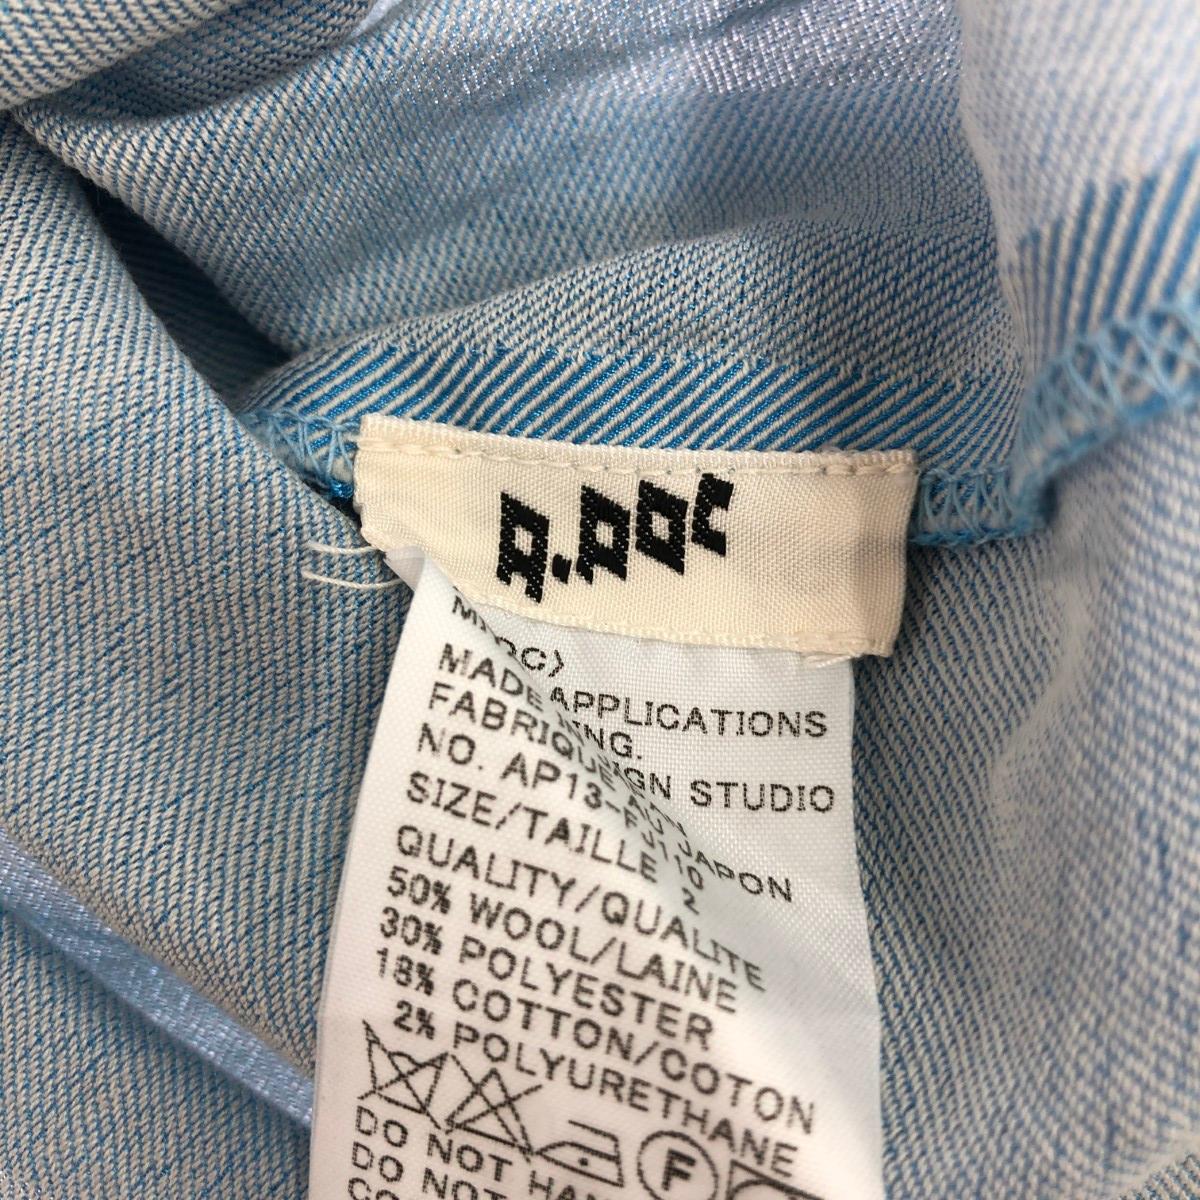 a.poc
APPLICATIONS
STUDIO
JAPON
MADE
NO. AP13-FJ110
SIZE/TAILLE 2
QUALITY/QUALITE
50% WOOL/LAINE
30% POLYESTER
18% COTTON/COTON
2% POLYURETHANE
F
DO NOT
DO NOT